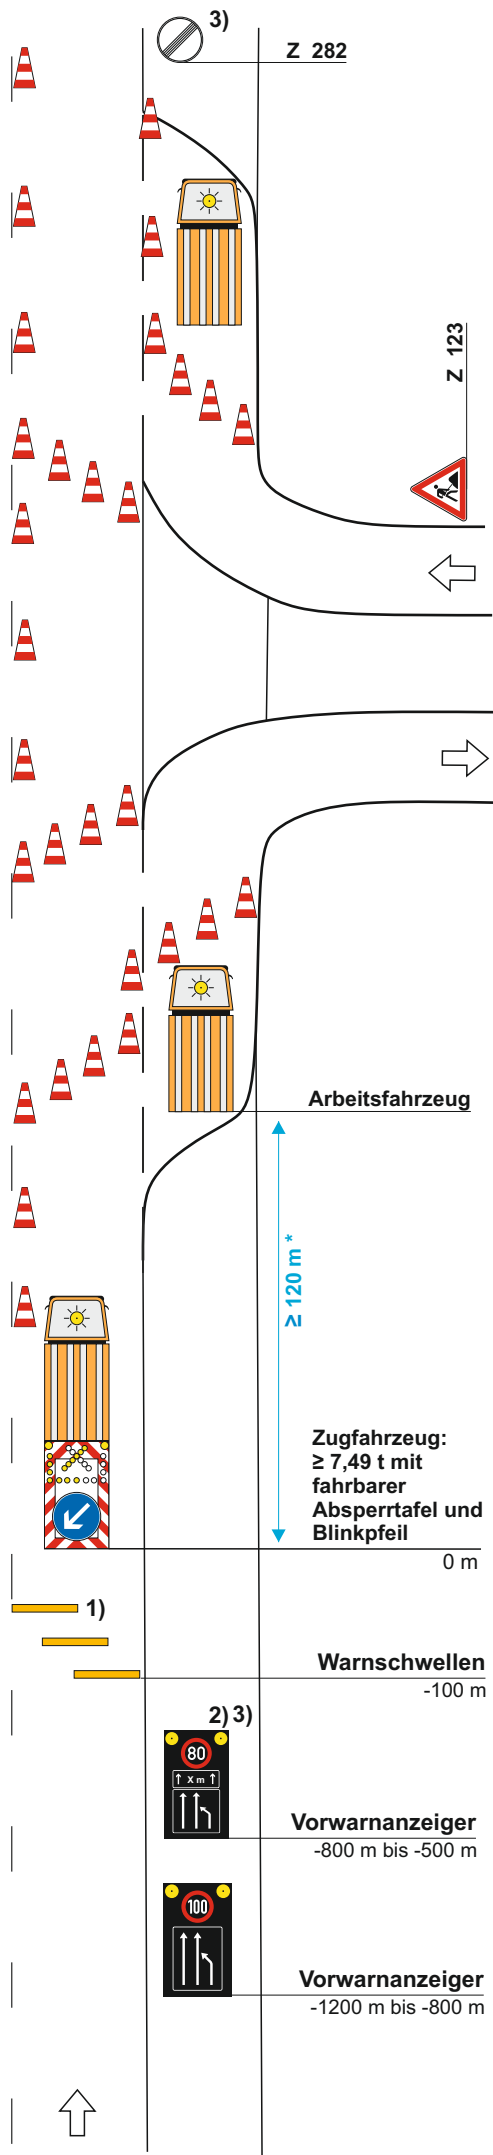 3)
Z 282
Z 123
Arbeitsfahrzeug
≥ 120 m *
Zugfahrzeug:
≥ 7,49 t mit
fahrbarer
Absperrtafel und
Blinkpfeil
0 m
1)
Warnschwellen
-100 m
2) 3)
80
X m
Vorwarnanzeiger
-800 m bis -500 m
100
Vorwarnanzeiger
-1200 m bis -800 m